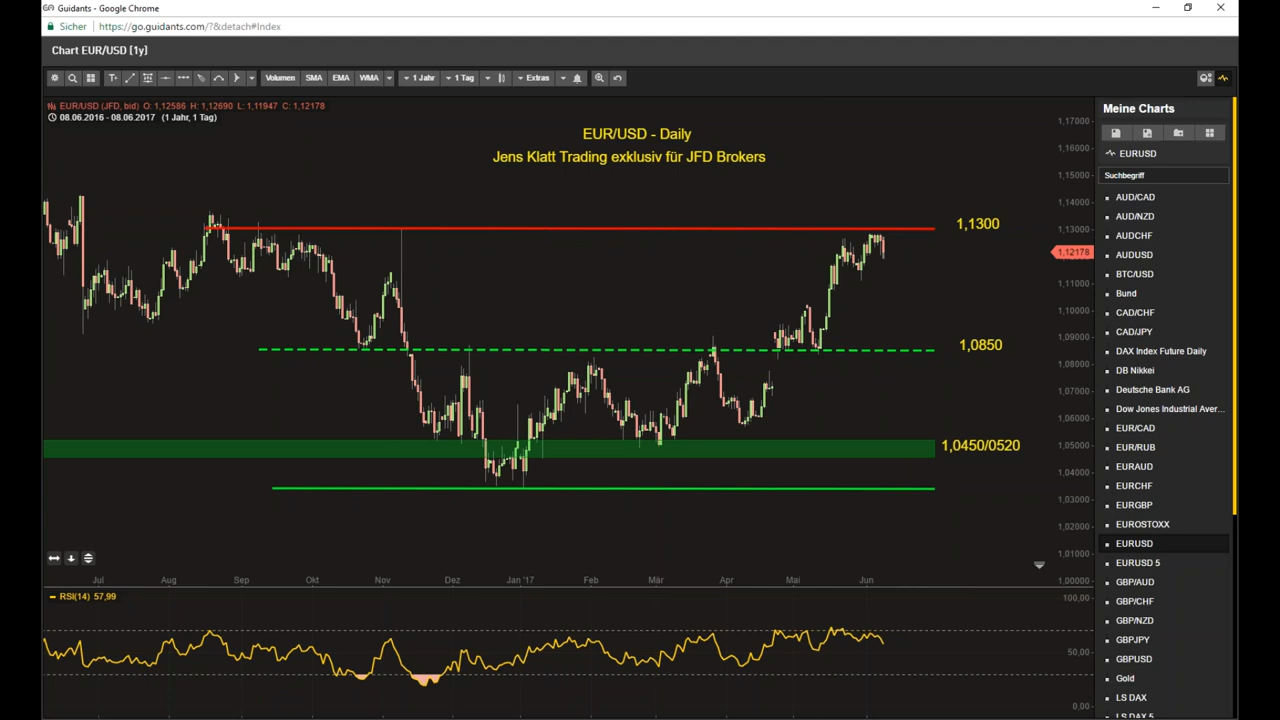 Guidants - Google Chrome
Sicher https://go.guidants.com/?&detach#Index
Chart EUR/USD [1y]
Volumen SMA EMA WMA 1 Jahr 1 Tag Extras
EUR/USD (JFD, bid) O: 1,12586 H: 1,12690 L: 1,11947 C: 1,12178
08.06.2016 - 08.06.2017 (1 Jahr, 1 Tag)
EUR/USD - Daily
Jens Klatt Trading exklusiv für JFD Brokers
1,1300
1,0850
1,0450/0520
1,17000
1,16000
1,15000
1,14000
1,13000
1,12178
1,11000
1,10000
1,09000
1,08000
1,07000
1,06000
1,05000
1,04000
1,03000
1,02000
1,01000
1,00000
Jul Aug Sep Okt Nov Dez Jan '17 Feb Mär Apr Mai Jun
RSI(14) 57,99
100,00
50,00
0,00
Meine Charts
EURUSD
Suchbegriff
AUD/CAD
AUD/NZD
AUDCHF
AUDUSD
BTC/USD
Bund
CAD/CHF
CAD/JPY
DAX Index Future Daily
DB Nikkei
Deutsche Bank AG
Dow Jones Industrial Aver...
EUR/CAD
EUR/RUB
EURAUD
EURCHF
EURGBP
EUROSTOXX
EURUSD
EURUSD 5
GBP/AUD
GBP/CHF
GBP/NZD
GBPJPY
GBPUSD
Gold
LS DAX
LS DAX 5